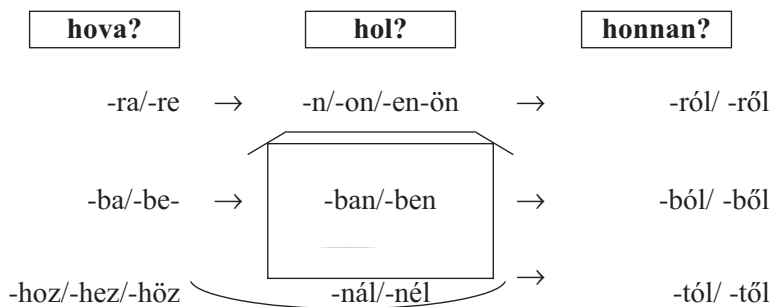 hova? hol? honnan?
-ra/-re → -n/-on/-en-ön → -ról/ -ről
-ba/-be- → -ban/-ben → -ból/ -ből
-hoz/-hez/-höz -nál/-nél → -tól/ -től